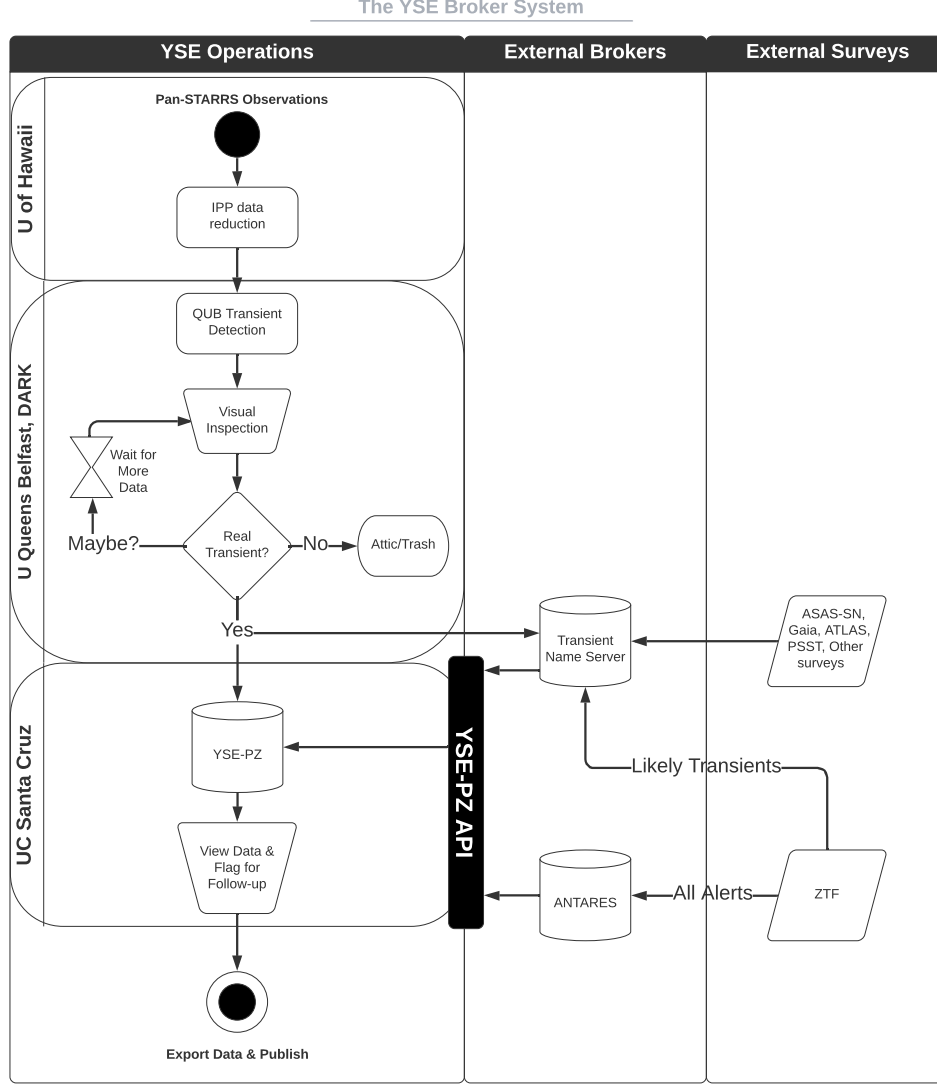 The YSE Broker System
YSE Operations
External Brokers
External Surveys
U of Hawaii
Pan-STARRS Observations
IPP data
reduction
U Queens Belfast, DARK
QUB Transient
Detection
Visual
Inspection
Wait for
More
Data
Maybe?
Real
Transient?
No
Attic/Trash
Yes
Transient
Name Server
ASAS-SN,
Gaia, ATLAS,
PSST, Other
surveys
UC Santa Cruz
YSE-PZ
YSE-PZ API
Likely Transients
View Data &
Flag for
Follow-up
ANTARES
All Alerts
ZTF
Export Data & Publish